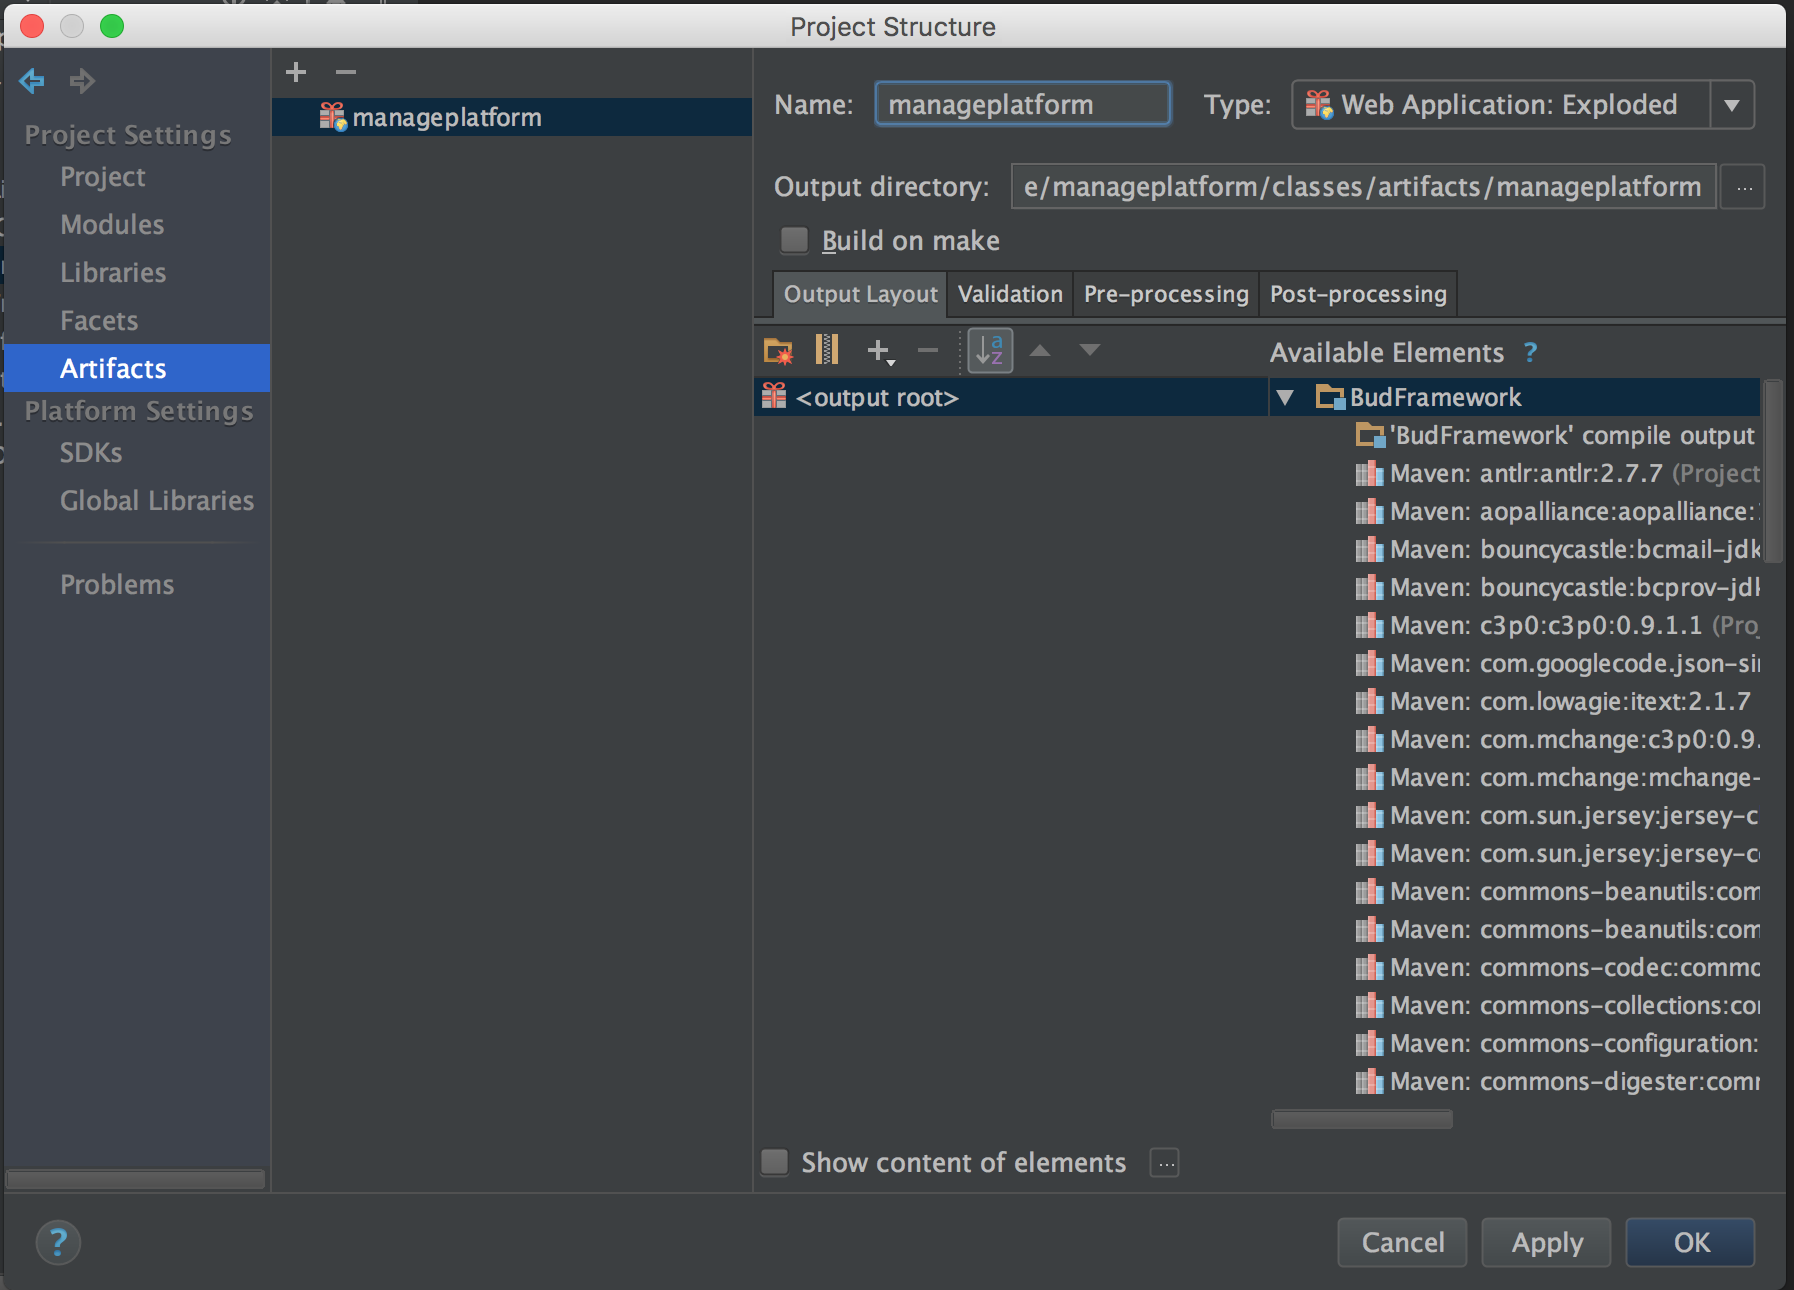 Project Structure
Project Settings
Project
Modules
Libraries
Facets
Artifacts
Platform Settings
SDKs
Global Libraries
Problems
manageplatform
Name: manageplatform Type: Web Application: Exploded
Output directory: e/manageplatform/classes/artifacts/manageplatform ...
Build on make
Output Layout Validation Pre-processing Post-processing
a z
Available Elements ?
<output root>
BudFramework
'BudFramework' compile output
Maven: antlr:antlr:2.7.7 (Project
Maven: aopalliance:aopalliance:
Maven: bouncycastle:bcmail-jdk
Maven: bouncycastle:bcprov-jdk
Maven: c3p0:c3p0:0.9.1.1 (Pro
Maven: com.googlecode.json-si
Maven: com.lowagie:itext:2.1.7
Maven: com.mchange:c3p0:0.9.
Maven: com.mchange:mchange-
Maven: com.sun.jersey:jersey-c
Maven: com.sun.jersey:jersey-c
Maven: commons-beanutils:com
Maven: commons-beanutils:com
Maven: commons-codec:commo
Maven: commons-collections:co
Maven: commons-configuration:
Maven: commons-digester:com
Show content of elements ...
? Cancel Apply OK